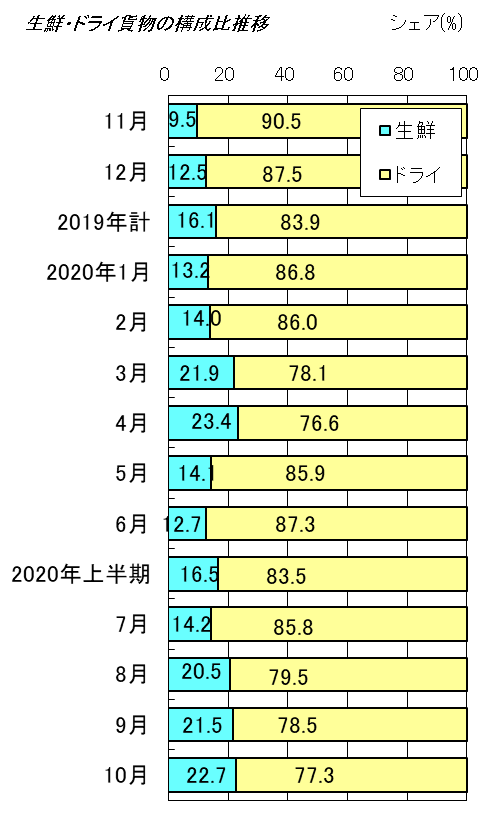 生鮮・ドライ貨物の構成比推移 シェア(%)
0 20 40 60 80 100
11月 9.5 90.5
生鮮
12月 12.5 87.5
ドライ
2019年計 16.1 83.9
2020年1月 13.2 86.8
2月 14.0 86.0
3月 21.9 78.1
4月 23.4 76.6
5月 14.1 85.9
6月 12.7 87.3
2020年上半期 16.5 83.5
7月 14.2 85.8
8月 20.5 79.5
9月 21.5 78.5
10月 22.7 77.3